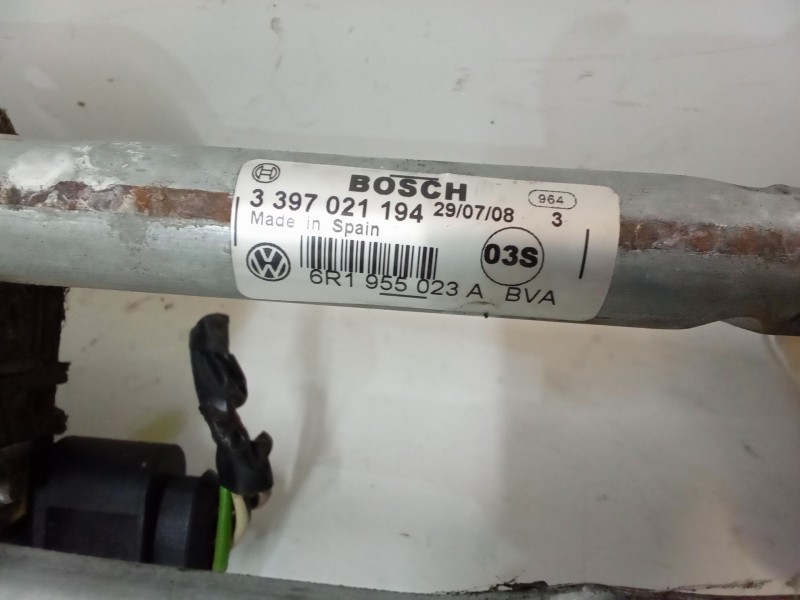 BOSCH
964
3 397 021 194 29/07/08 3
Made in Spain
03S
6R1 955 023 A BVA